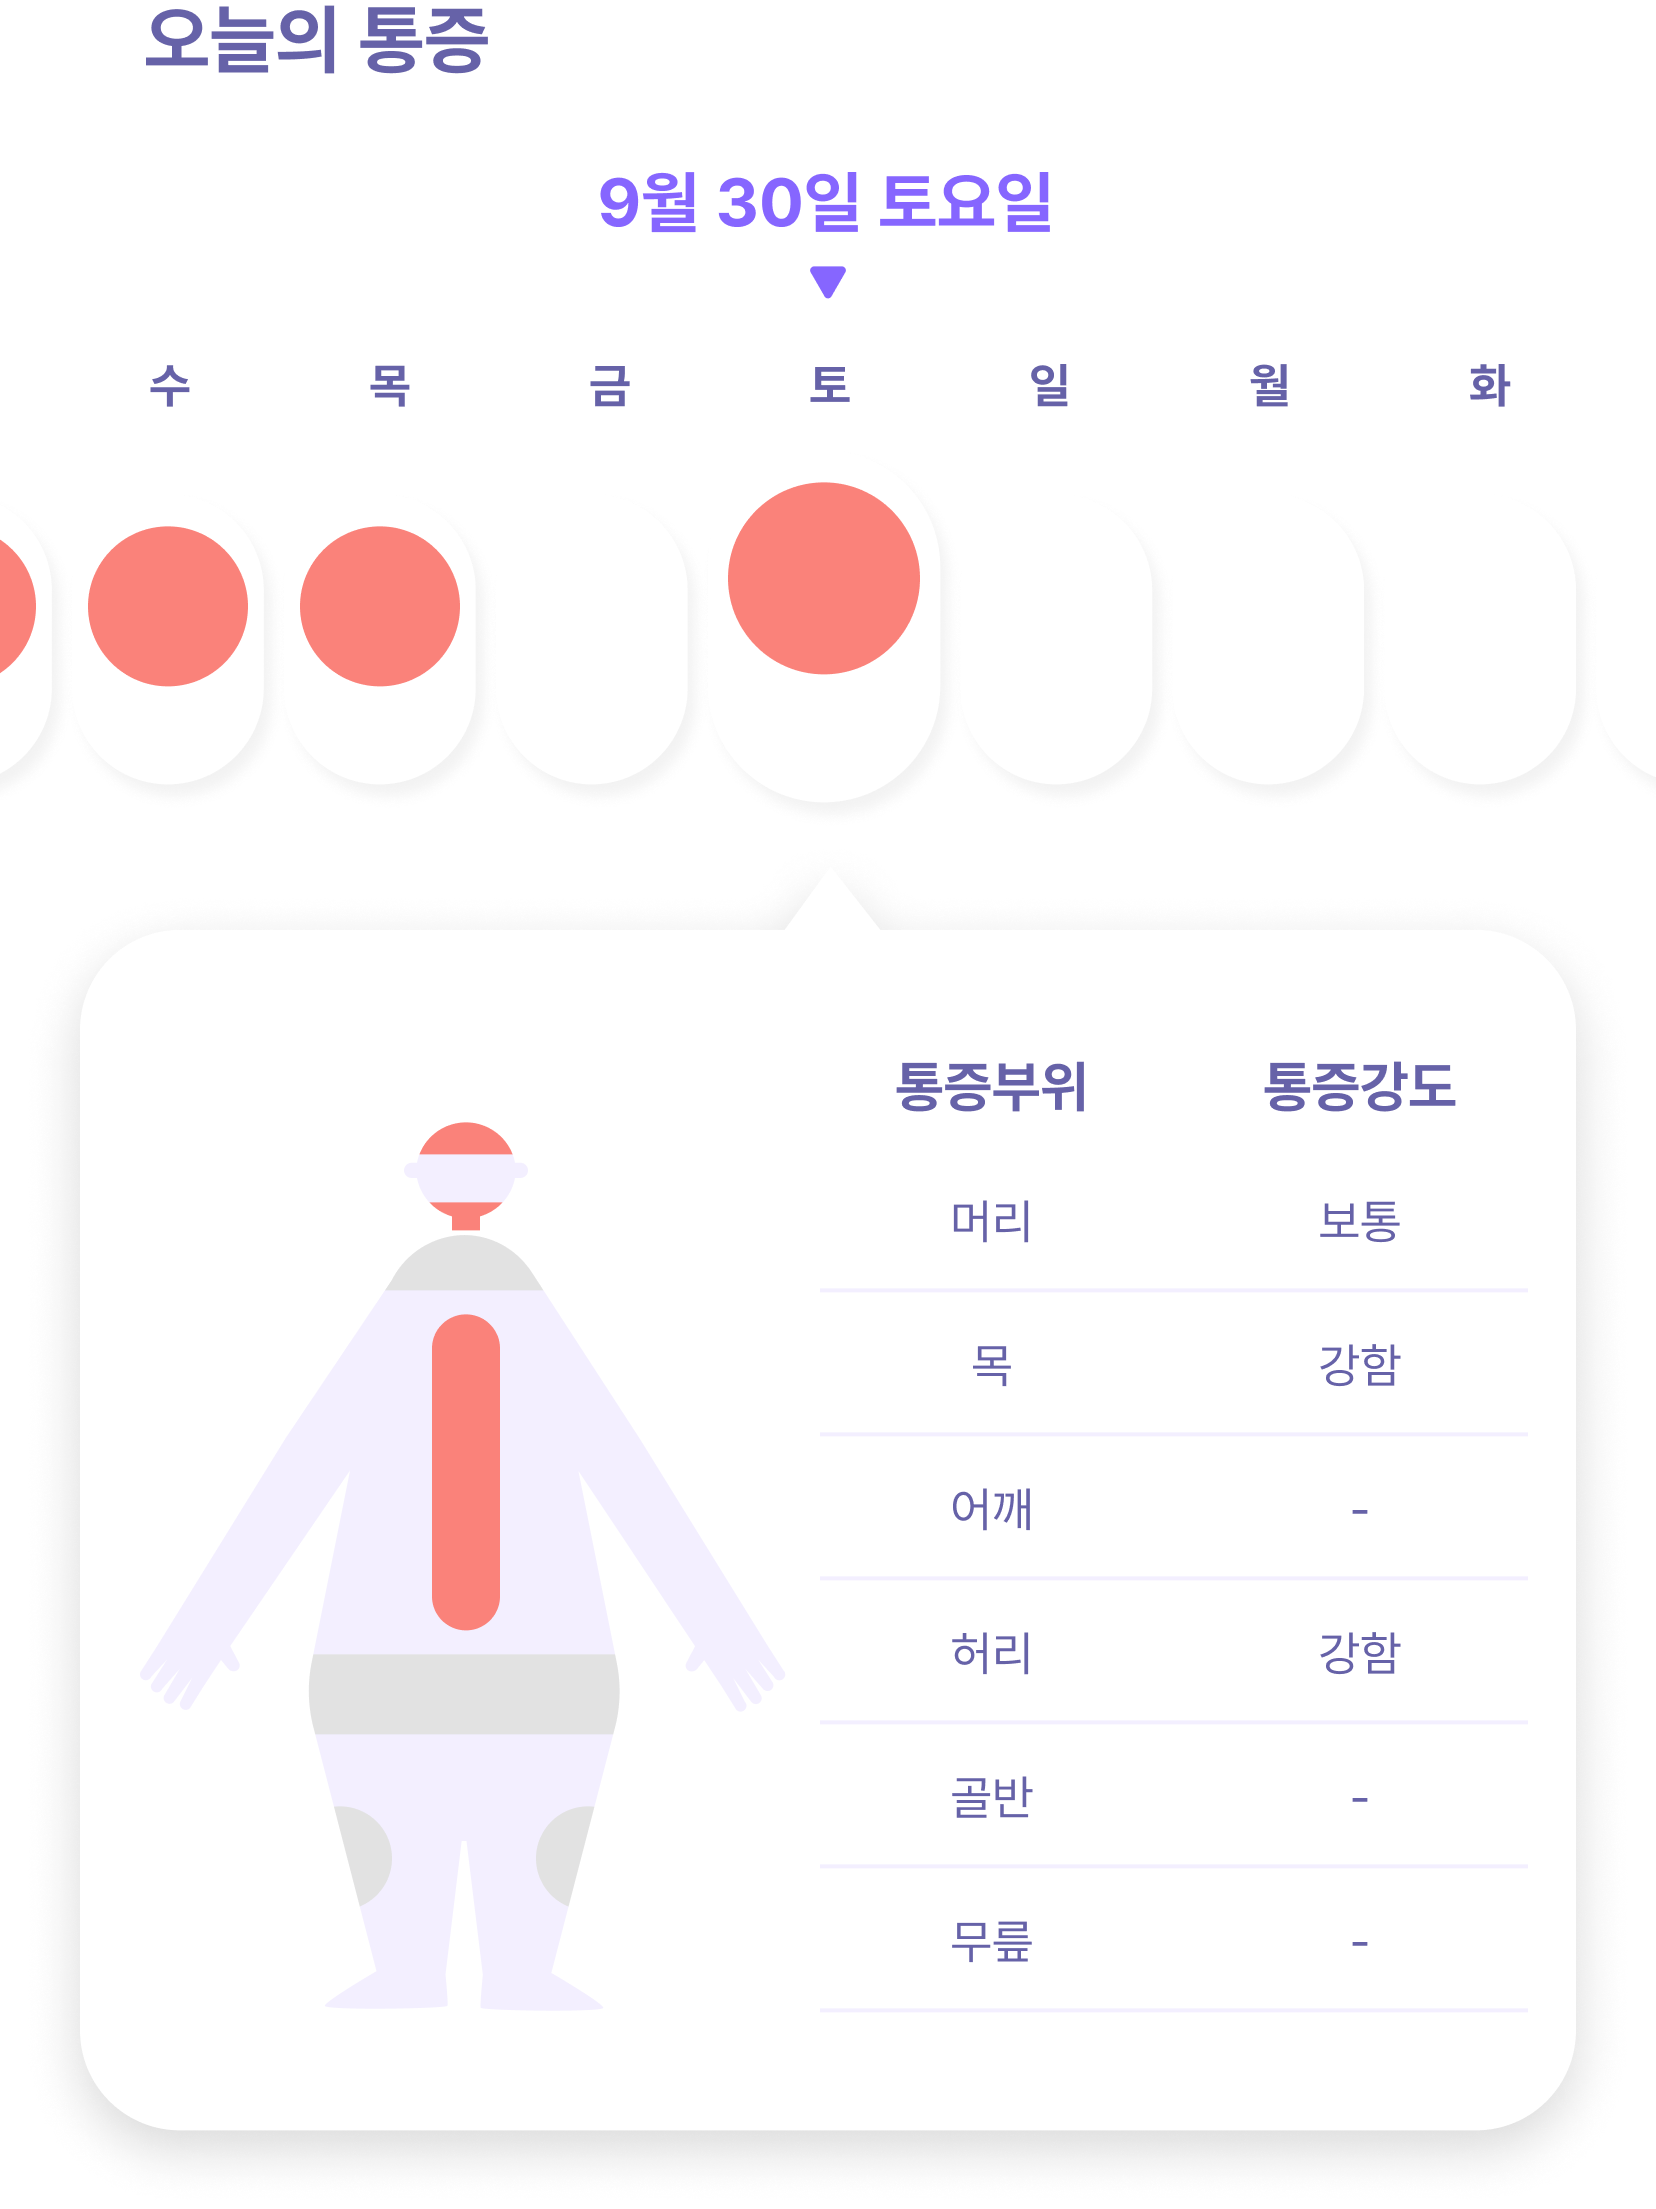 오늘의 통증
9월 30일 토요일
수 목 금 토 일 월 화
통증부위 통증강도
머리 보통
목 강함
어깨 -
허리 강함
골반 -
무릎 -